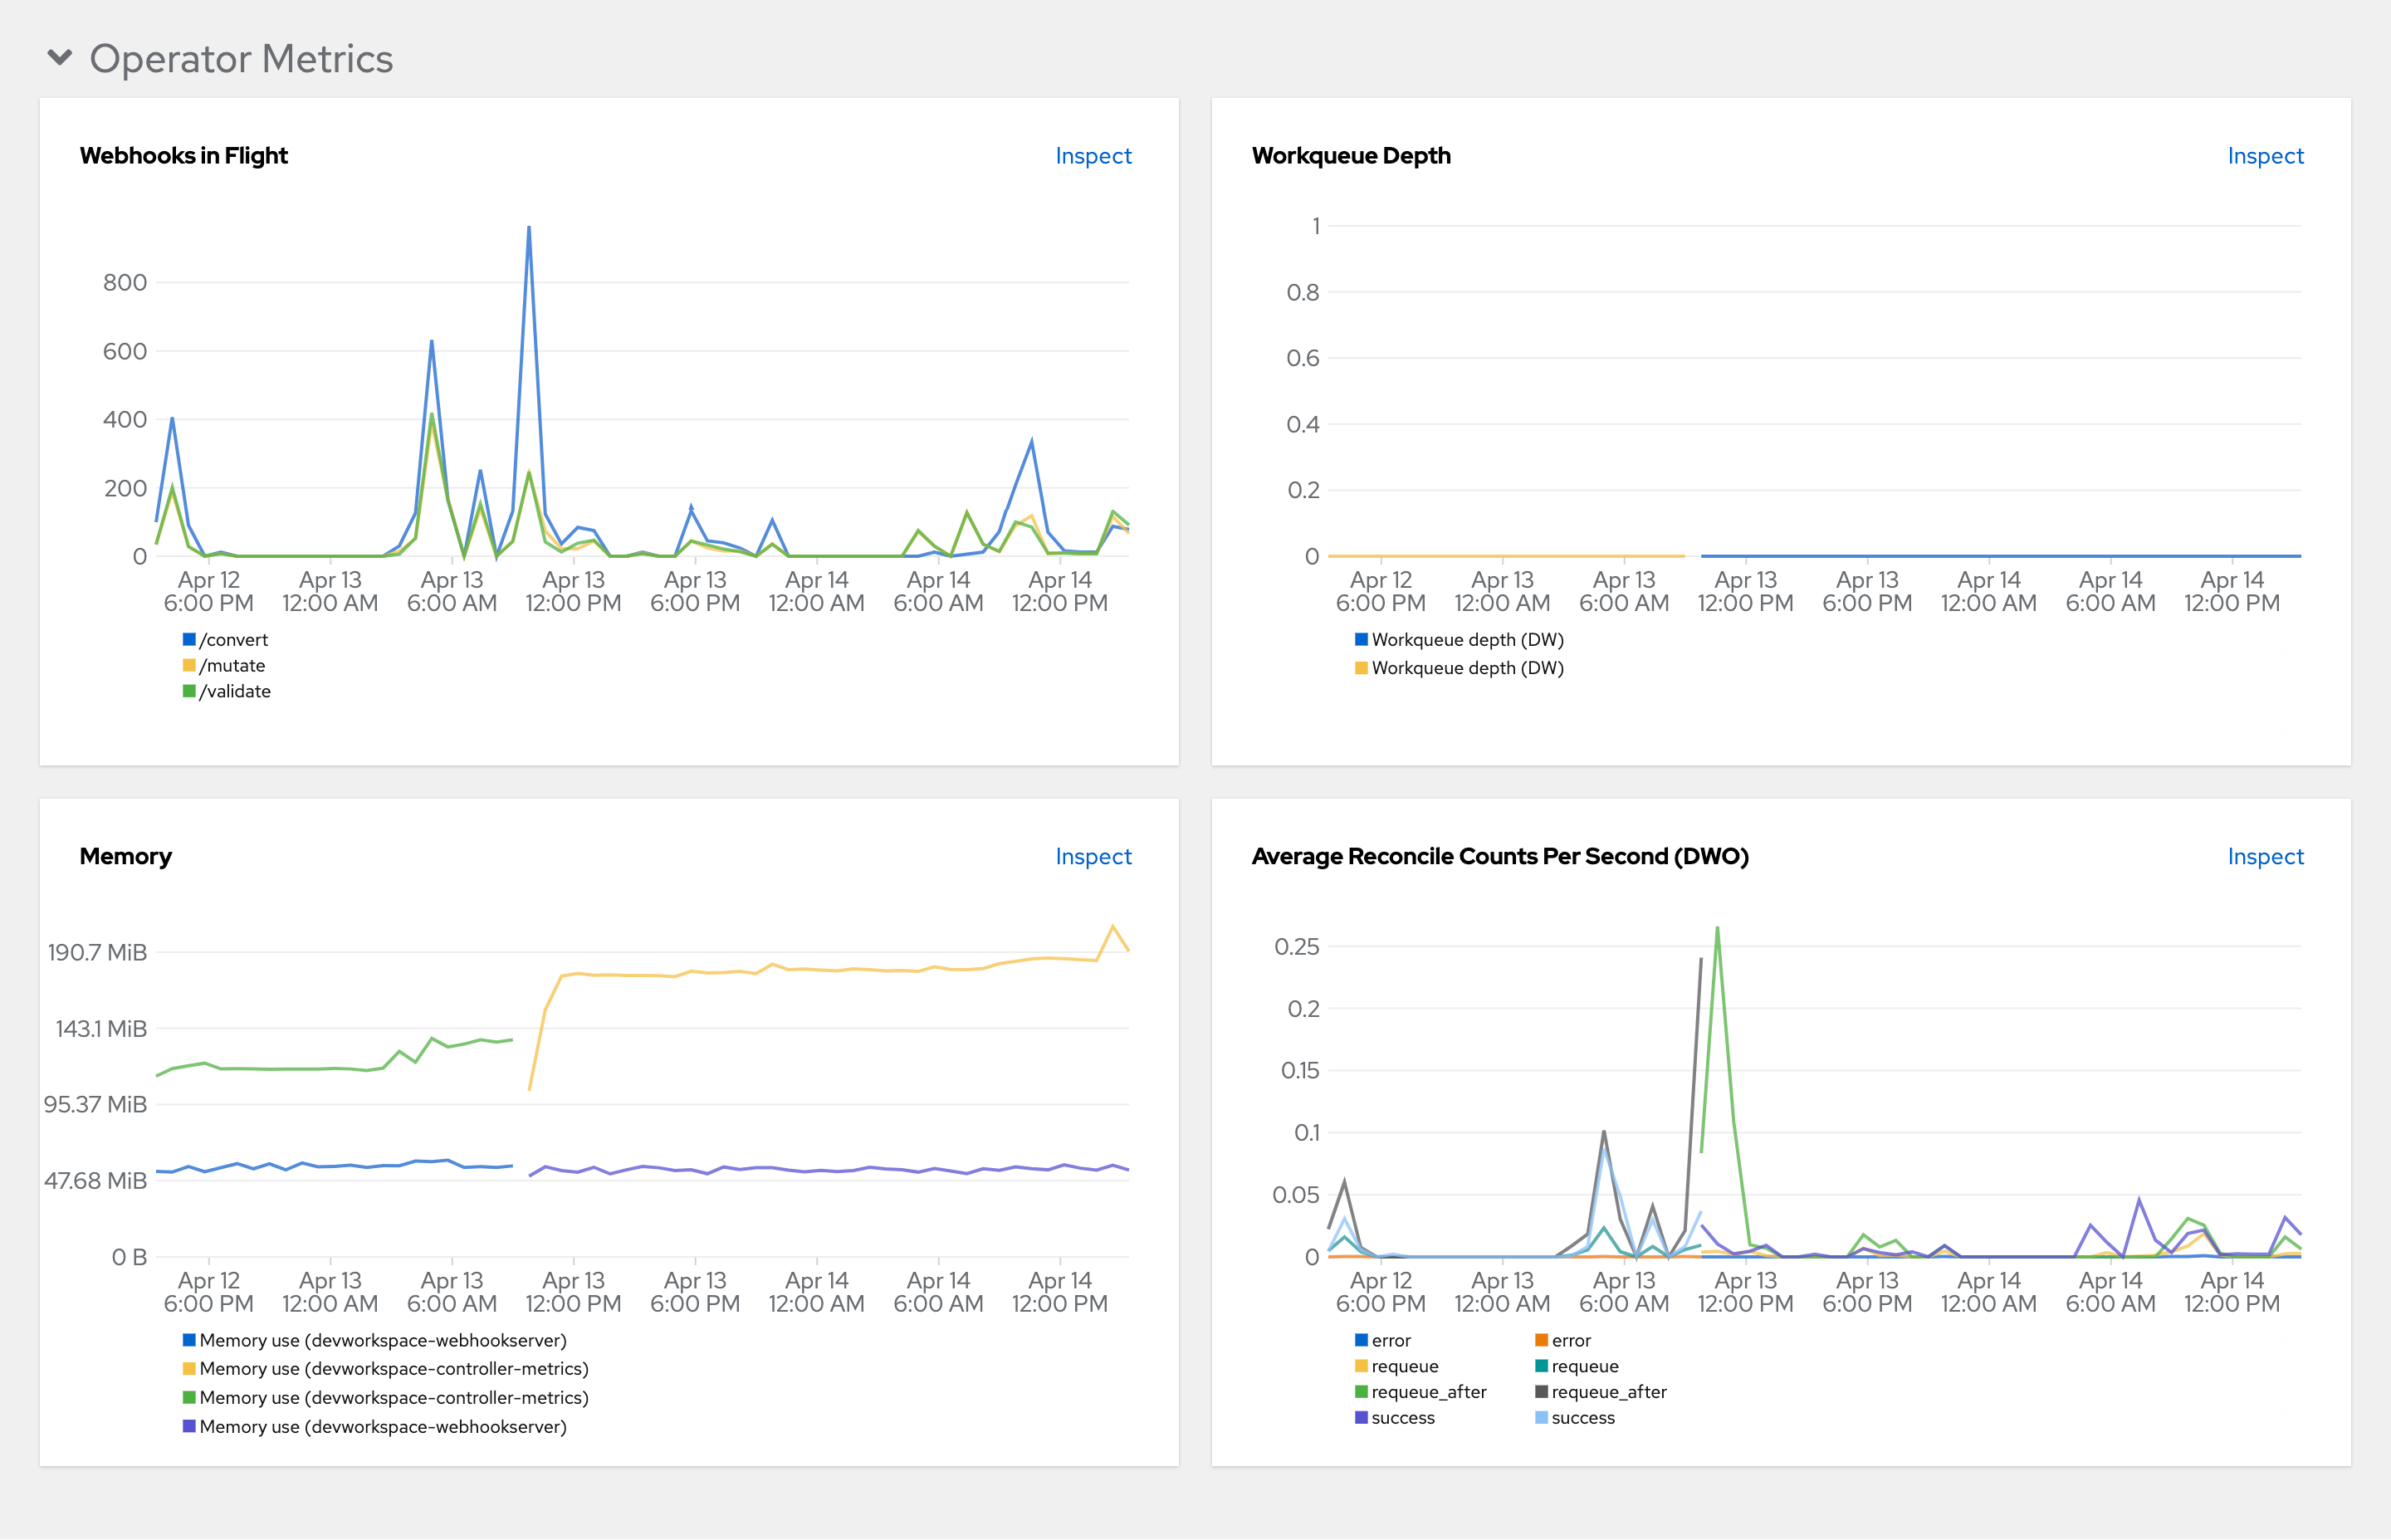 Operator Metrics
Webhooks in Flight
Inspect
800
600
400
200
0
Apr 12 Apr 13 Apr 13 Apr 13 Apr 13 Apr 14 Apr 14 Apr 14
6:00 PM 12:00 AM 6:00 AM 12:00 PM 6:00 PM 12:00 AM 6:00 AM 12:00 PM
/convert
/mutate
/validate
Workqueue Depth
Inspect
1
0.8
0.6
0.4
0.2
0
Apr 12 Apr 13 Apr 13 Apr 13 Apr 13 Apr 14 Apr 14 Apr 14
6:00 PM 12:00 AM 6:00 AM 12:00 PM 6:00 PM 12:00 AM 6:00 AM 12:00 PM
Workqueue depth (DW)
Workqueue depth (DW)
Memory
Inspect
190.7 MiB
143.1 MiB
95.37 MiB
47.68 MiB
0 B
Apr 12 Apr 13 Apr 13 Apr 13 Apr 13 Apr 14 Apr 14 Apr 14
6:00 PM 12:00 AM 6:00 AM 12:00 PM 6:00 PM 12:00 AM 6:00 AM 12:00 PM
Memory use (devworkspace-webhookserver)
Memory use (devworkspace-controller-metrics)
Memory use (devworkspace-controller-metrics)
Memory use (devworkspace-webhookserver)
Average Reconcile Counts Per Second (DWO)
Inspect
0.25
0.2
0.15
0.1
0.05
0
Apr 12 Apr 13 Apr 13 Apr 13 Apr 13 Apr 14 Apr 14 Apr 14
6:00 PM 12:00 AM 6:00 AM 12:00 PM 6:00 PM 12:00 AM 6:00 AM 12:00 PM
error error
requeue requeue
requeue_after requeue_after
success success